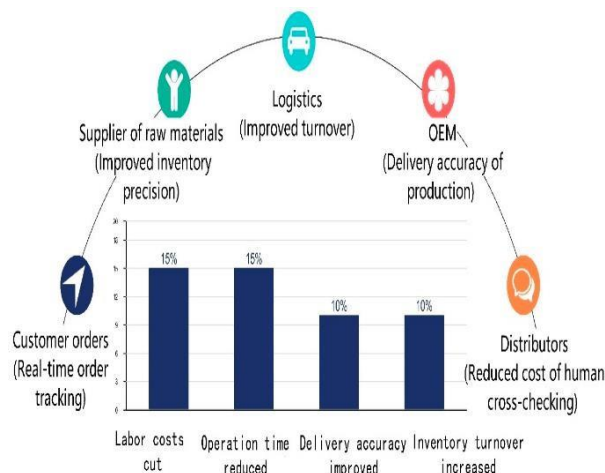 Logistics
(Improved turnover)
Supplier of raw materials
(Improved inventory
precision)
OEM
(Delivery accuracy of
production)
Customer orders
(Real-time order
tracking)
Distributors
(Reduced cost of human
cross-checking)
15%
15%
10%
10%
Labor costs
cut
Operation time
reduced
Delivery accuracy
improved
Inventory turnover
increased